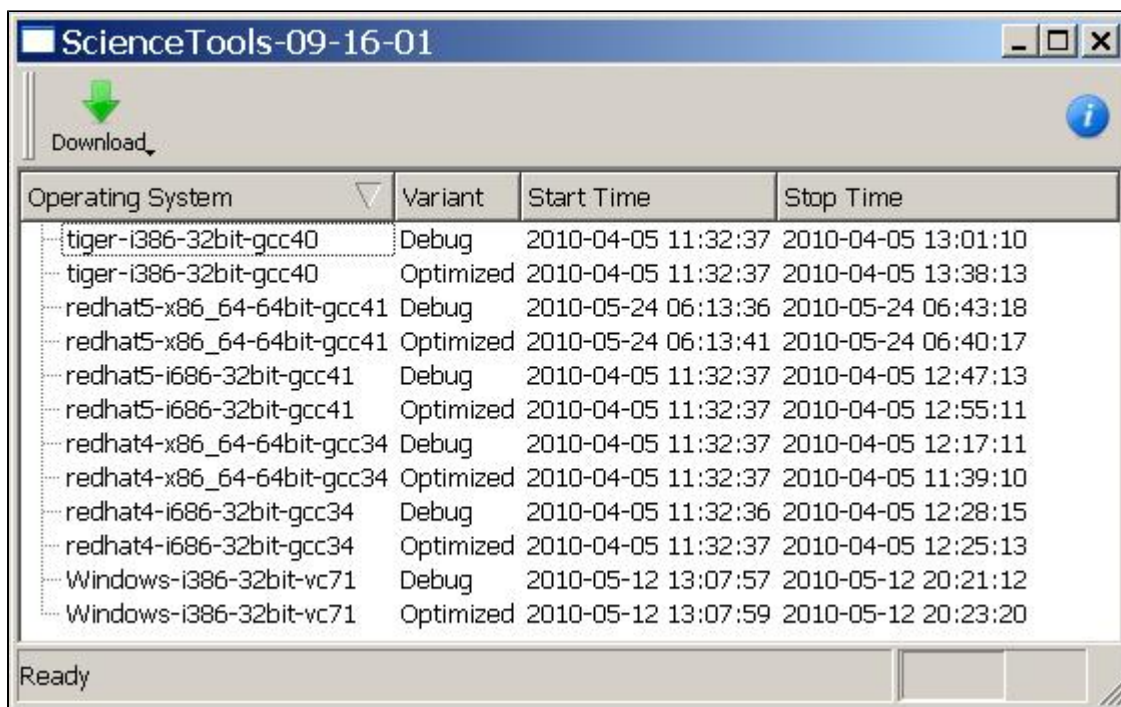 ScienceTools-09-16-01
Download
Operating System Variant Start Time Stop Time
tiger-i386-32bit-gcc40 Debug 2010-04-05 11:32:37 2010-04-05 13:01:10
tiger-i386-32bit-gcc40 Optimized 2010-04-05 11:32:37 2010-04-05 13:38:13
redhat5-x86_64-64bit-gcc41 Debug 2010-05-24 06:13:36 2010-05-24 06:43:18
redhat5-x86_64-64bit-gcc41 Optimized 2010-05-24 06:13:41 2010-05-24 06:40:17
redhat5-i686-32bit-gcc41 Debug 2010-04-05 11:32:37 2010-04-05 12:47:13
redhat5-i686-32bit-gcc41 Optimized 2010-04-05 11:32:37 2010-04-05 12:55:11
redhat4-x86_64-64bit-gcc34 Debug 2010-04-05 11:32:37 2010-04-05 12:17:11
redhat4-x86_64-64bit-gcc34 Optimized 2010-04-05 11:32:37 2010-04-05 11:39:10
redhat4-i686-32bit-gcc34 Debug 2010-04-05 11:32:36 2010-04-05 12:28:15
redhat4-i686-32bit-gcc34 Optimized 2010-04-05 11:32:37 2010-04-05 12:25:13
Windows-i386-32bit-vc71 Debug 2010-05-12 13:07:57 2010-05-12 20:21:12
Windows-i386-32bit-vc71 Optimized 2010-05-12 13:07:59 2010-05-12 20:23:20
Ready